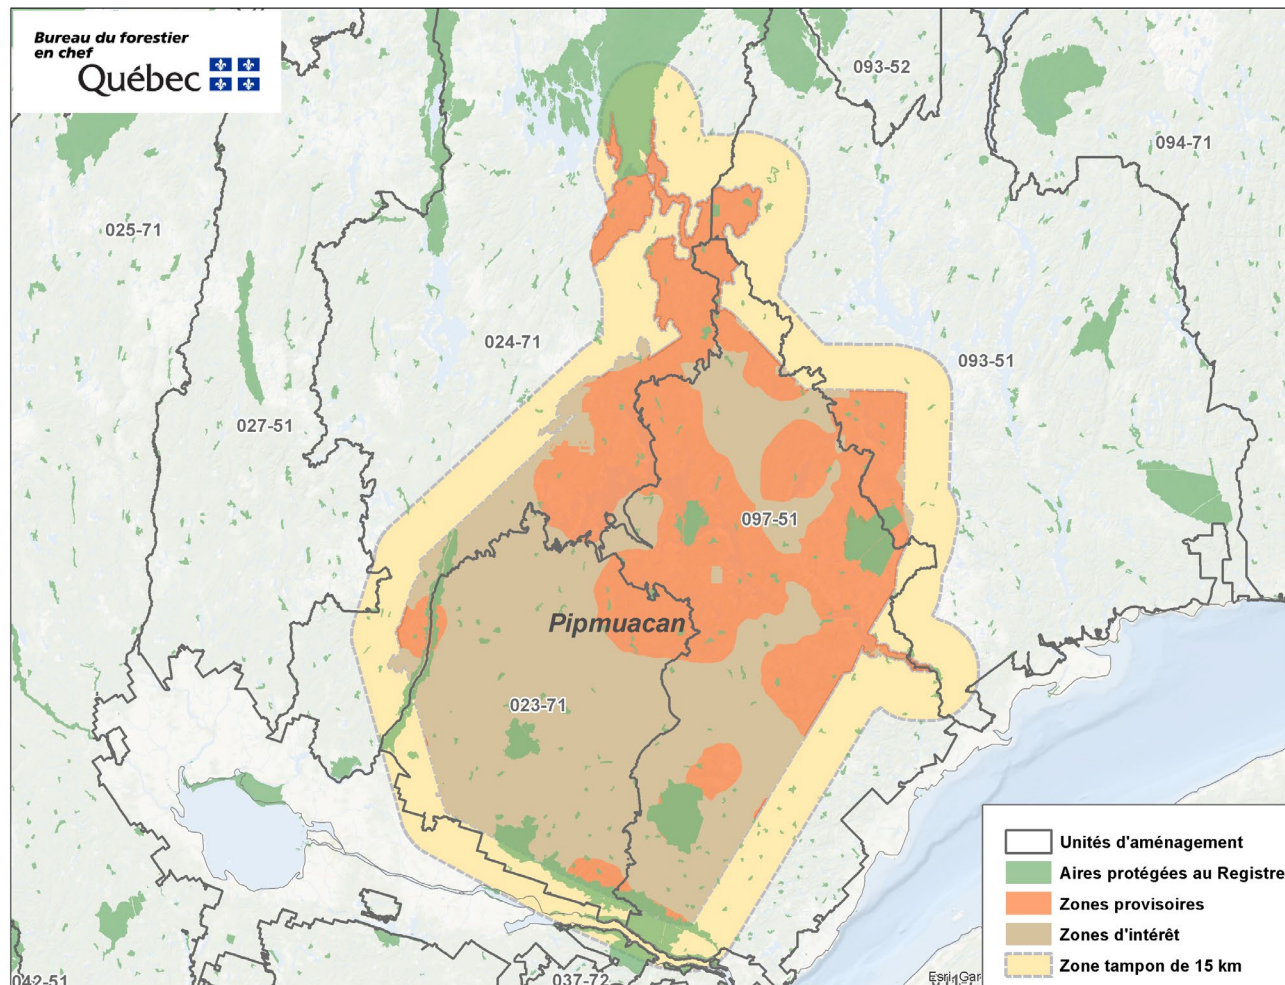 Bureau du forestier
en chef
Québec
093-52
094-71
025-71
024-71
093-51
027-51
097-51
Pipmuacan
023-71
Unités d'aménagement
Aires protégées au Registre
Zones provisoires
Zones d'intérêt
Zone tampon de 15 km
042-51
037-72
Esri, Gar